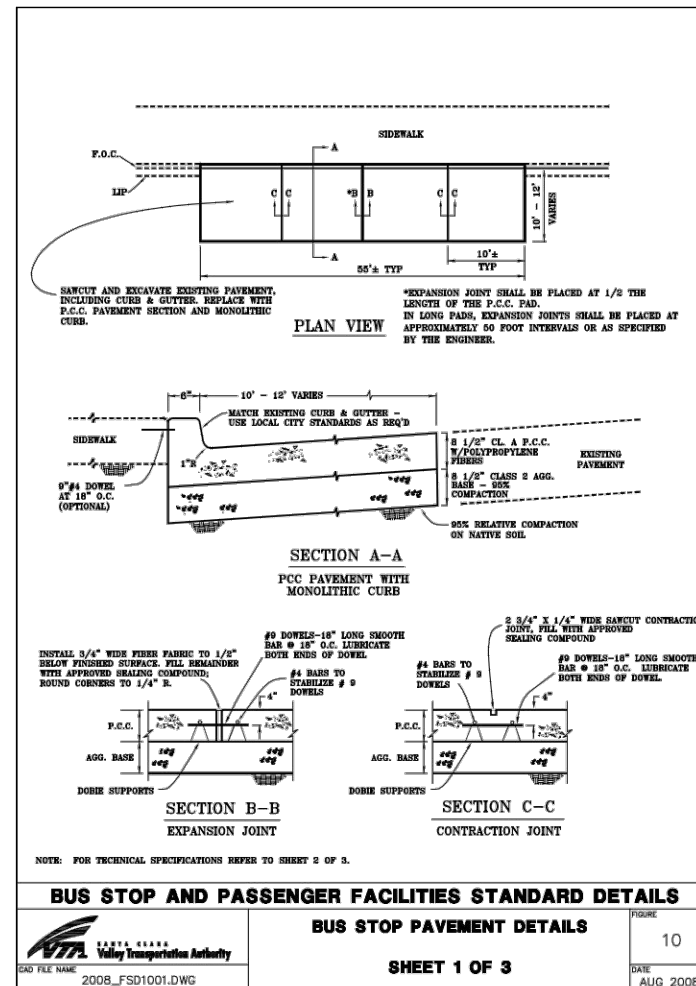 SIDEWALK
F.O.C.
LIP
A
C C
*B B
C C
A
10' - 12'
VARIES
10'±
TYP
55'± TYP
SAWCUT AND EXCAVATE EXISTING PAVEMENT,
INCLUDING CURB & GUTTER. REPLACE WITH
P.C.C. PAVEMENT SECTION AND MONOLITHIC
CURB.
PLAN VIEW
*EXPANSION JOINT SHALL BE PLACED AT 1/2 THE
LENGTH OF THE P.C.C. PAD.
IN LONG PADS, EXPANSION JOINTS SHALL BE PLACED AT
APPROXIMATELY 50 FOOT INTERVALS OR AS SPECIFIED
BY THE ENGINEER.
6"
10' - 12' VARIES
MATCH EXISTING CURB & GUTTER -
USE LOCAL CITY STANDARDS AS REQ'D
SIDEWALK
1"R
9"#4 DOWEL
AT 18" O.C.
(OPTIONAL)
8 1/2" CL. A P.C.C.
W/POLYPROPYLENE
FIBERS
8 1/2" CLASS 2 AGG.
BASE - 95%
COMPACTION
EXISTING
PAVEMENT
95% RELATIVE COMPACTION
ON NATIVE SOIL
SECTION A-A
PCC PAVEMENT WITH
MONOLITHIC CURB
INSTALL 3/4" WIDE FIBER FABRIC TO 1/2"
BELOW FINISHED SURFACE. FILL REMAINDER
WITH APPROVED SEALING COMPOUND;
ROUND CORNERS TO 1/4" R.
#9 DOWELS-18" LONG SMOOTH
BAR @ 18" O.C. LUBRICATE
BOTH ENDS OF DOWEL
#4 BARS TO
STABILIZE # 9
DOWELS
4"
P.C.C.
AGG. BASE
DOBIE SUPPORTS
SECTION B-B
EXPANSION JOINT
2 3/4" X 1/4" WIDE SAWCUT CONTRACTIO
JOINT, FILL WITH APPROVED
SEALING COMPOUND
#4 BARS TO
STABILIZE # 9
DOWELS
#9 DOWELS-18" LONG SMOOTH
BAR @ 18" O.C. LUBRICATE
BOTH ENDS OF DOWEL
4"
P.C.C.
AGG. BASE
DOBIE SUPPORTS
SECTION C-C
CONTRACTION JOINT
NOTE: FOR TECHNICAL SPECIFICATIONS REFER TO SHEET 2 OF 3.
BUS STOP AND PASSENGER FACILITIES STANDARD DETAILS
VTA
SANTA CLARA
Valley Transportation Authority
CAD FILE NAME
2008_FSD1001.DWG
BUS STOP PAVEMENT DETAILS
SHEET 1 OF 3
FIGURE
10
DATE
AUG 2008